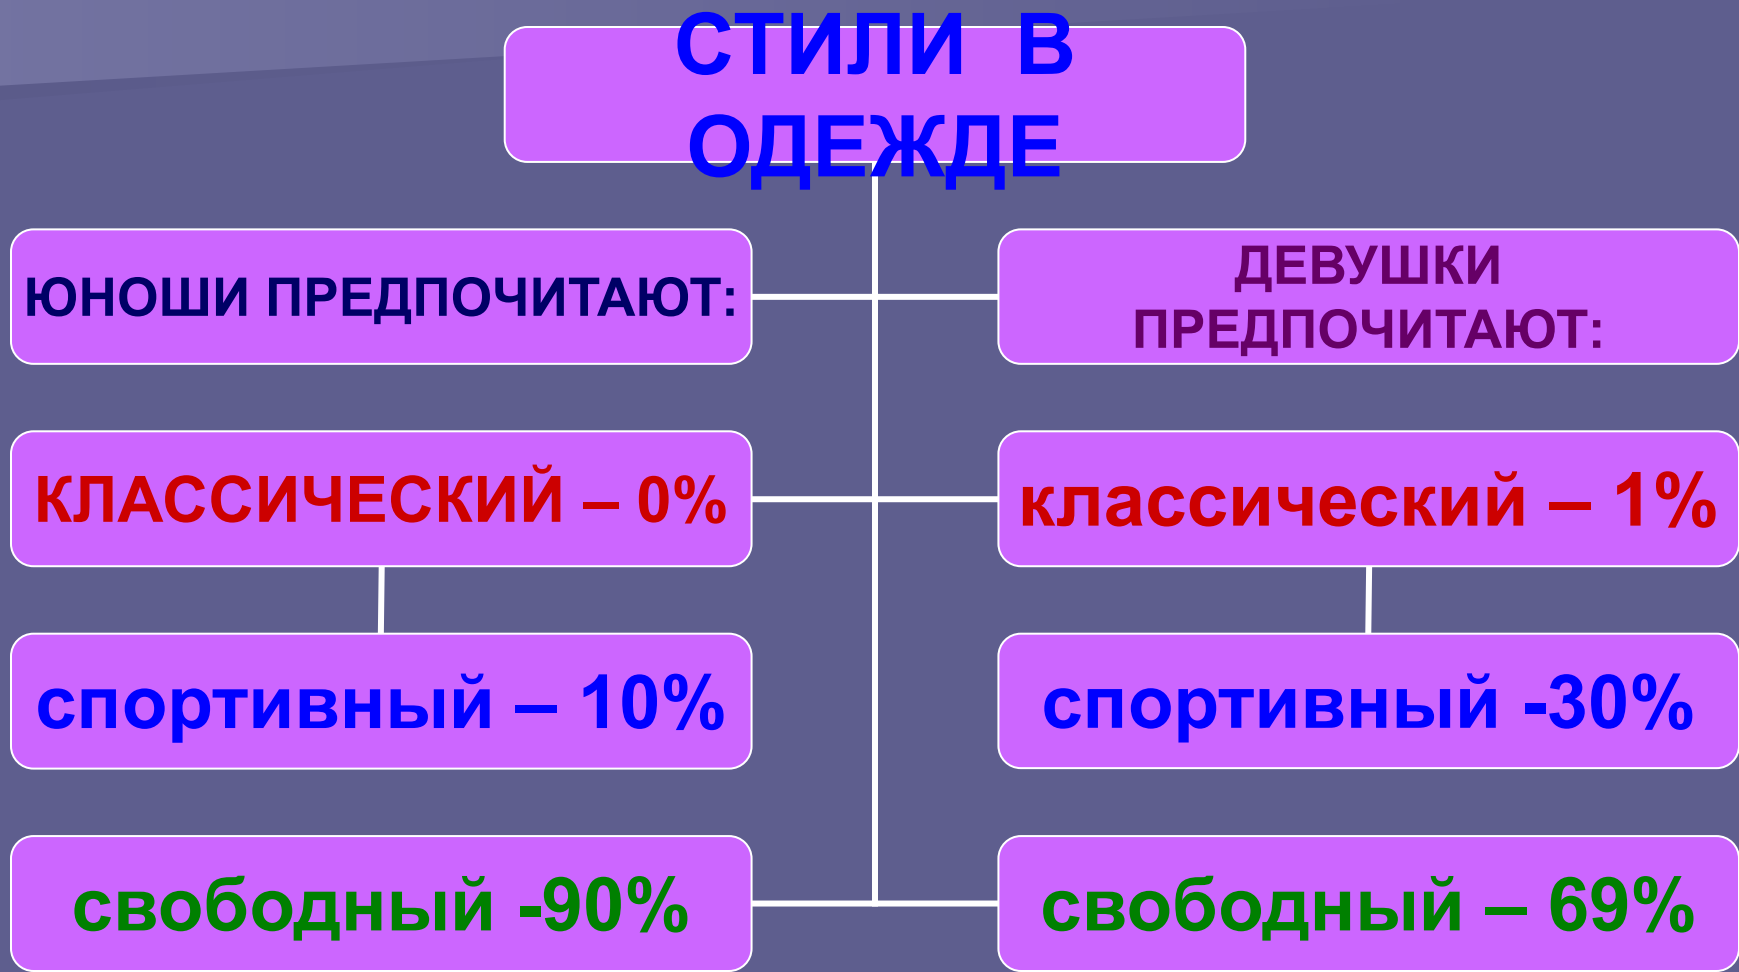 СТИЛИ В
ОДЕЖДЕ
ЮНОШИ ПРЕДПОЧИТАЮТ:
ДЕВУШКИ
ПРЕДПОЧИТАЮТ:
КЛАССИЧЕСКИЙ – 0%
классический – 1%
спортивный – 10%
спортивный -30%
свободный -90%
свободный – 69%